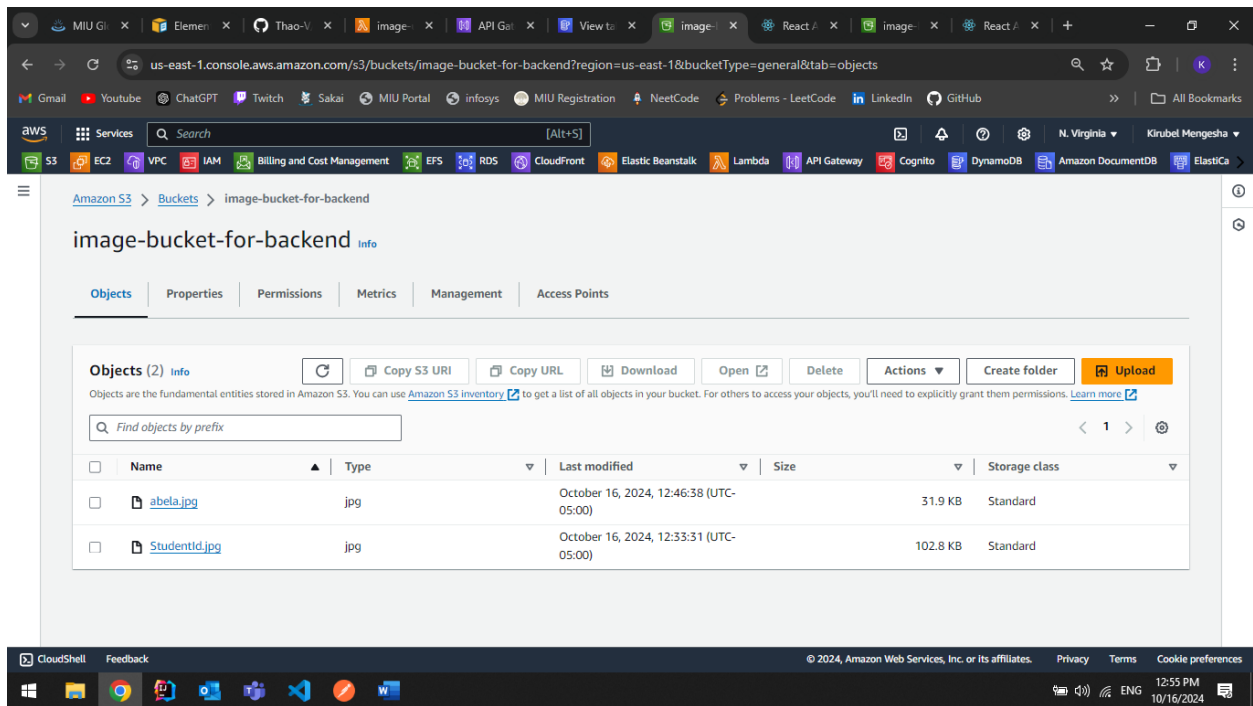 MIU Gl
Elemen
Thao-V
image-
API Gat
View ta
image-
React A
image-
React A
us-east-1.console.aws.amazon.com/s3/buckets/image-bucket-for-backend?region=us-east-1&bucketType=general&tab=objects
K
Gmail
Youtube
ChatGPT
Twitch
Sakai
MIU Portal
infosys
MIU Registration
NeetCode
Problems - LeetCode
LinkedIn
GitHub
»
All Bookmarks
aws
Services
Search
[Alt+S]
N. Virginia
Kirubel Mengesha
S3
EC2
VPC
IAM
Billing and Cost Management
EFS
RDS
CloudFront
Elastic Beanstalk
Lambda
API Gateway
Cognito
DynamoDB
Amazon DocumentDB
ElastiCa
Amazon S3 > Buckets > image-bucket-for-backend
image-bucket-for-backend Info
Objects
Properties
Permissions
Metrics
Management
Access Points
Objects (2) Info
Copy S3 URI
Copy URL
Download
Open
Delete
Actions
Create folder
Upload
Objects are the fundamental entities stored in Amazon S3. You can use Amazon S3 inventory to get a list of all objects in your bucket. For others to access your objects, you'll need to explicitly grant them permissions. Learn more
Find objects by prefix
< 1 >
Name
Type
Last modified
Size
Storage class
abela.jpg
jpg
October 16, 2024, 12:46:38 (UTC-
05:00)
31.9 KB
Standard
StudentId.jpg
jpg
October 16, 2024, 12:33:31 (UTC-
05:00)
102.8 KB
Standard
CloudShell
Feedback
© 2024, Amazon Web Services, Inc. or its affiliates.
Privacy
Terms
Cookie preferences
ENG
12:55 PM
10/16/2024